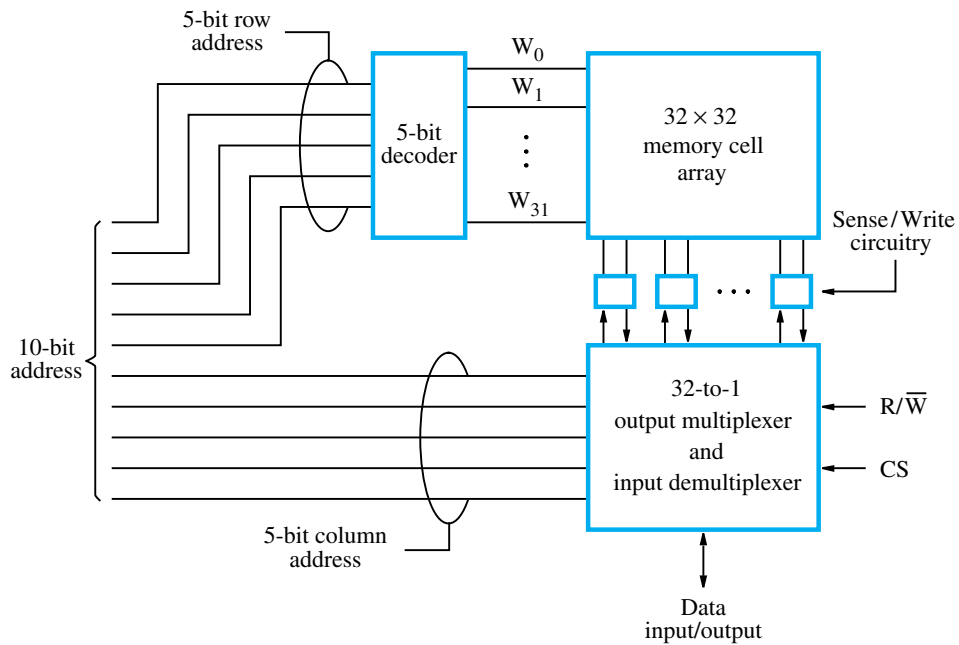 5-bit row
address
W0
W1
W31
5-bit
decoder
32 × 32
memory cell
array
Sense/Write
circuitry
10-bit
address
32-to-1
output multiplexer
and
input demultiplexer
R/W̅
CS
5-bit column
address
Data
input/output